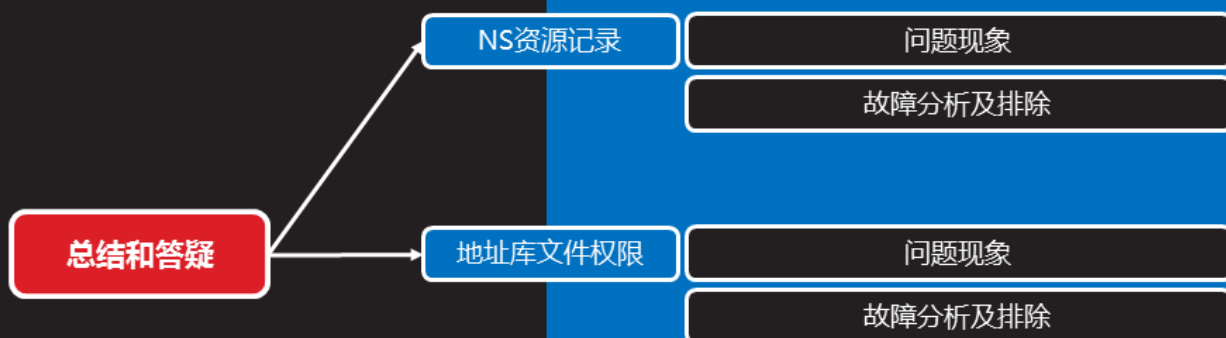 NS资源记录
问题现象
故障分析及排除
总结和答疑
地址库文件权限
问题现象
故障分析及排除